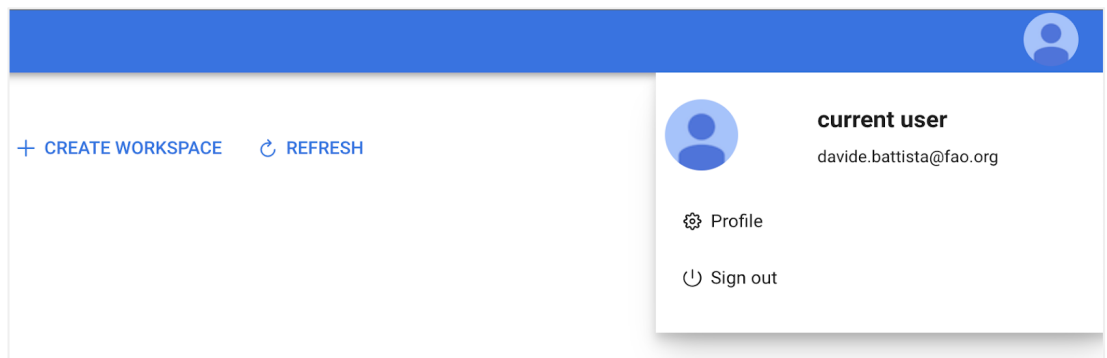 CREATE WORKSPACE
REFRESH
current user
davide.battista@fao.org
Profile
Sign out